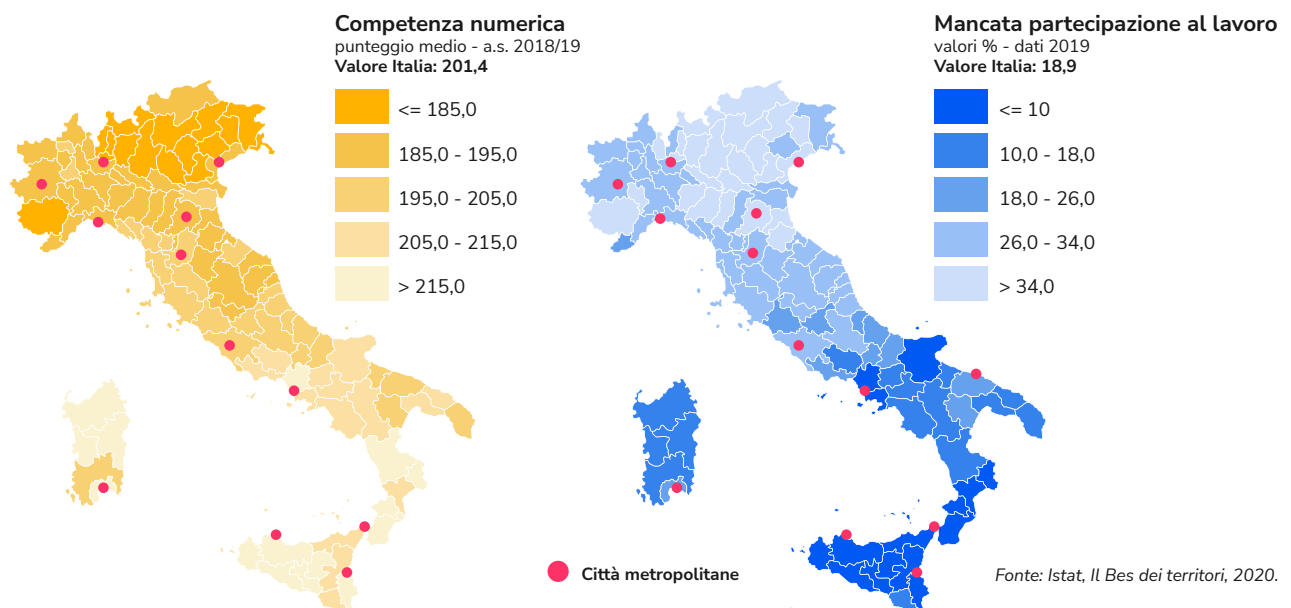 Competenza numerica
punteggio medio - a.s. 2018/19
Valore Italia: 201,4
<= 185,0
185,0 - 195,0
195,0 - 205,0
205,0 - 215,0
> 215,0
Mancata partecipazione al lavoro
valori % - dati 2019
Valore Italia: 18,9
<= 10
10,0 - 18,0
18,0 - 26,0
26,0 - 34,0
> 34,0
Città metropolitane
Fonte: Istat, Il Bes dei territori, 2020.